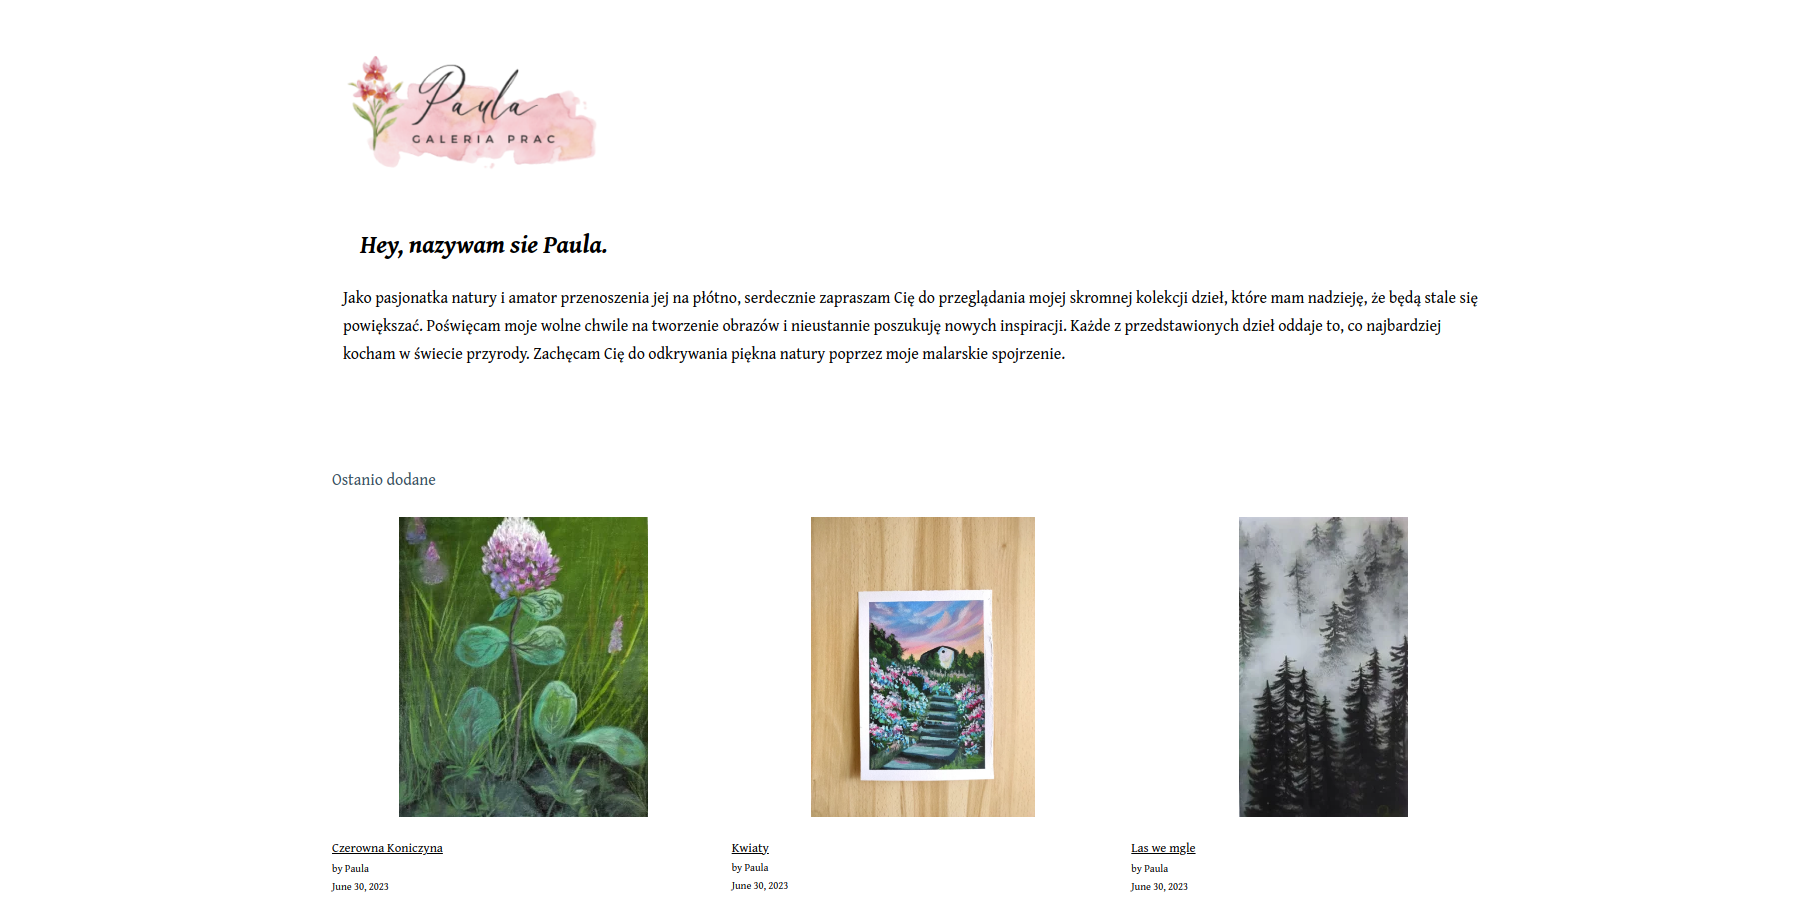 Paula
GALERIA PRAC
Hey, nazywam sie Paula.
Jako pasjonatka natury i amator przenoszenia jej na płótno, serdecznie zapraszam Cię do przeglądania mojej skromnej kolekcji dzieł, które mam nadzieję, że będą stale się
powiększać. Poświęcam moje wolne chwile na tworzenie obrazów i nieustannie poszukuję nowych inspiracji. Każde z przedstawionych dzieł oddaje to, co najbardziej
kocham w świecie przyrody. Zachęcam Cię do odkrywania piękna natury poprzez moje malarskie spojrzenie.
Ostanio dodane
Czerowna Koniczyna
by Paula
June 30, 2023
Kwiaty
by Paula
June 30, 2023
Las we mgle
by Paula
June 30, 2023